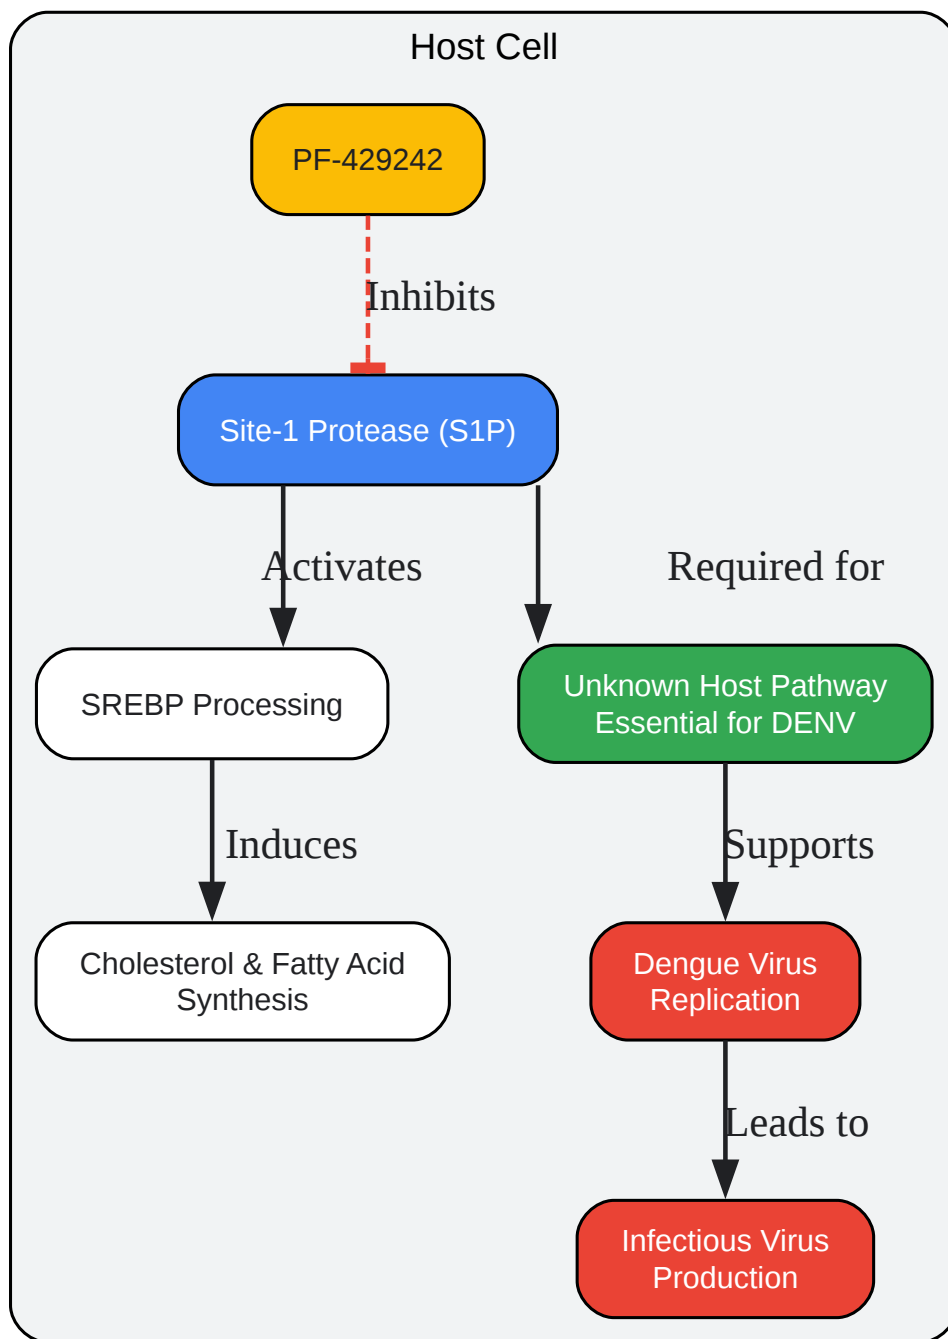 Host Cell
PF-429242
Inhibits
Site-1 Protease (S1P)
Activates
Required for
SREBP Processing
Unknown Host Pathway
Essential for DENV
Induces
Supports
Cholesterol & Fatty Acid
Synthesis
Dengue Virus
Replication
Leads to
Infectious Virus
Production